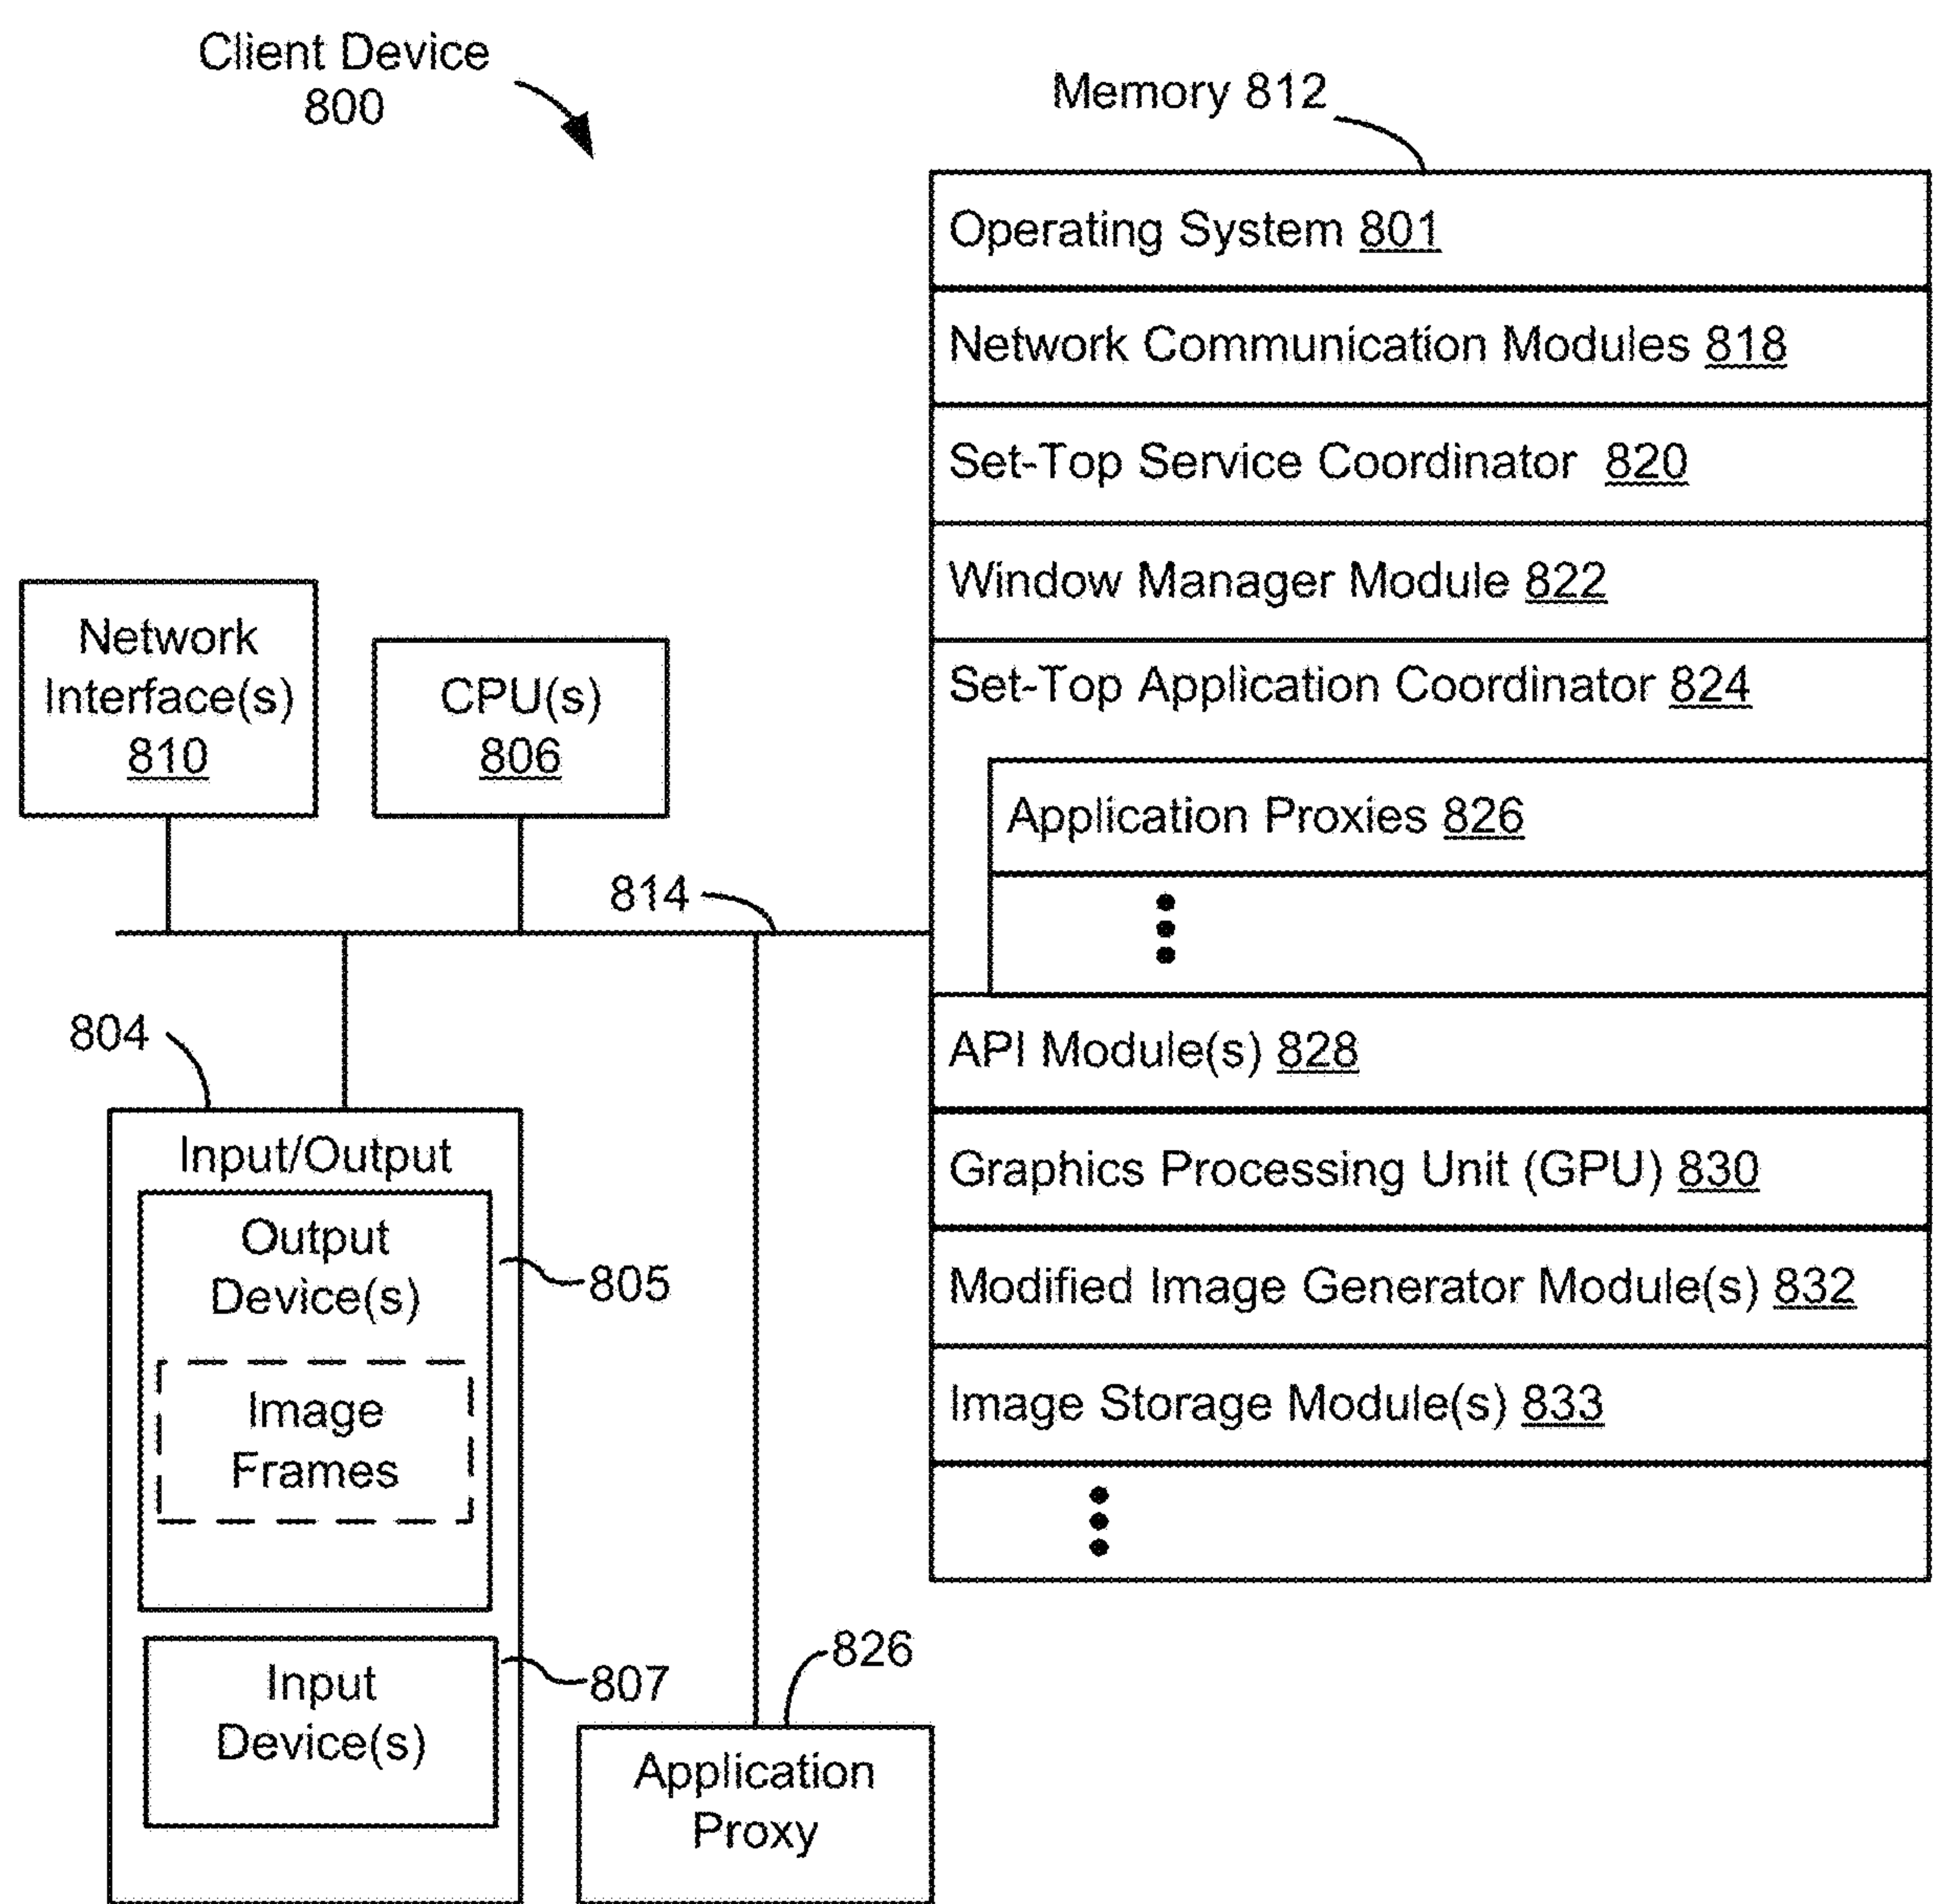 Client Device
800
Memory 812
Operating System 801
Network Communication Modules 818
Set-Top Service Coordinator 820
Window Manager Module 822
Set-Top Application Coordinator 824
Application Proxies 826
API Module(s) 828
Graphics Processing Unit (GPU) 830
Modified Image Generator Module(s) 832
Image Storage Module(s) 833
Network
Interface(s)
810
CPU(s)
806
814
804
Input/Output
Output
Device(s)
805
Image
Frames
Input
Device(s)
807
826
Application
Proxy